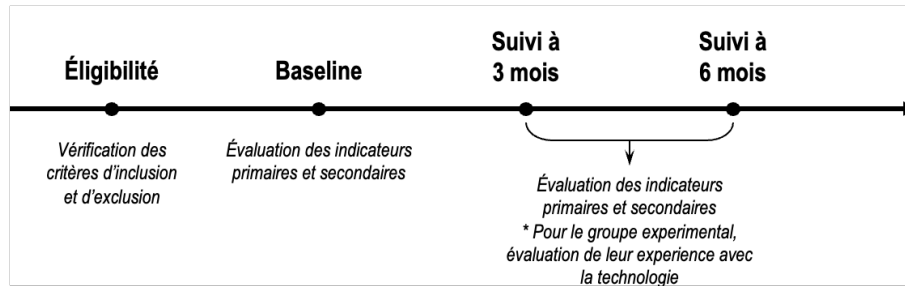 Éligibilité
Baseline
Suivi à
3 mois
Suivi à
6 mois
Vérification des
critères d'inclusion
et d'exclusion
Évaluation des indicateurs
primaires et secondaires
Évaluation des indicateurs
primaires et secondaires
* Pour le groupe experimental,
évaluation de leur experience avec
la technologie